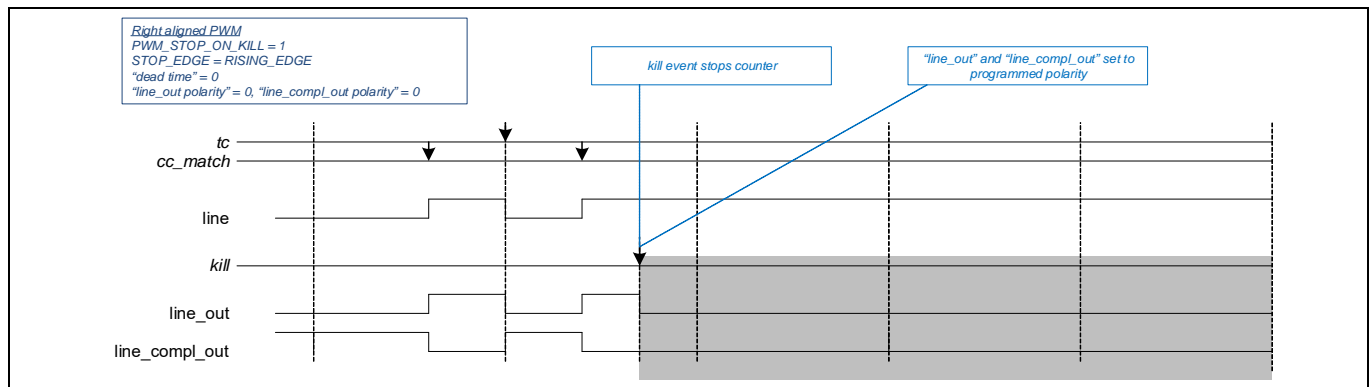 Right aligned PWM
PWM_STOP_ON_KILL = 1
STOP_EDGE = RISING_EDGE
“dead time” = 0
“line_out polarity” = 0, “line_compl_out polarity” = 0
kill event stops counter
“line_out” and “line_compl_out” set to
programmed polarity
tc
cc_match
line
kill
line_out
line_compl_out